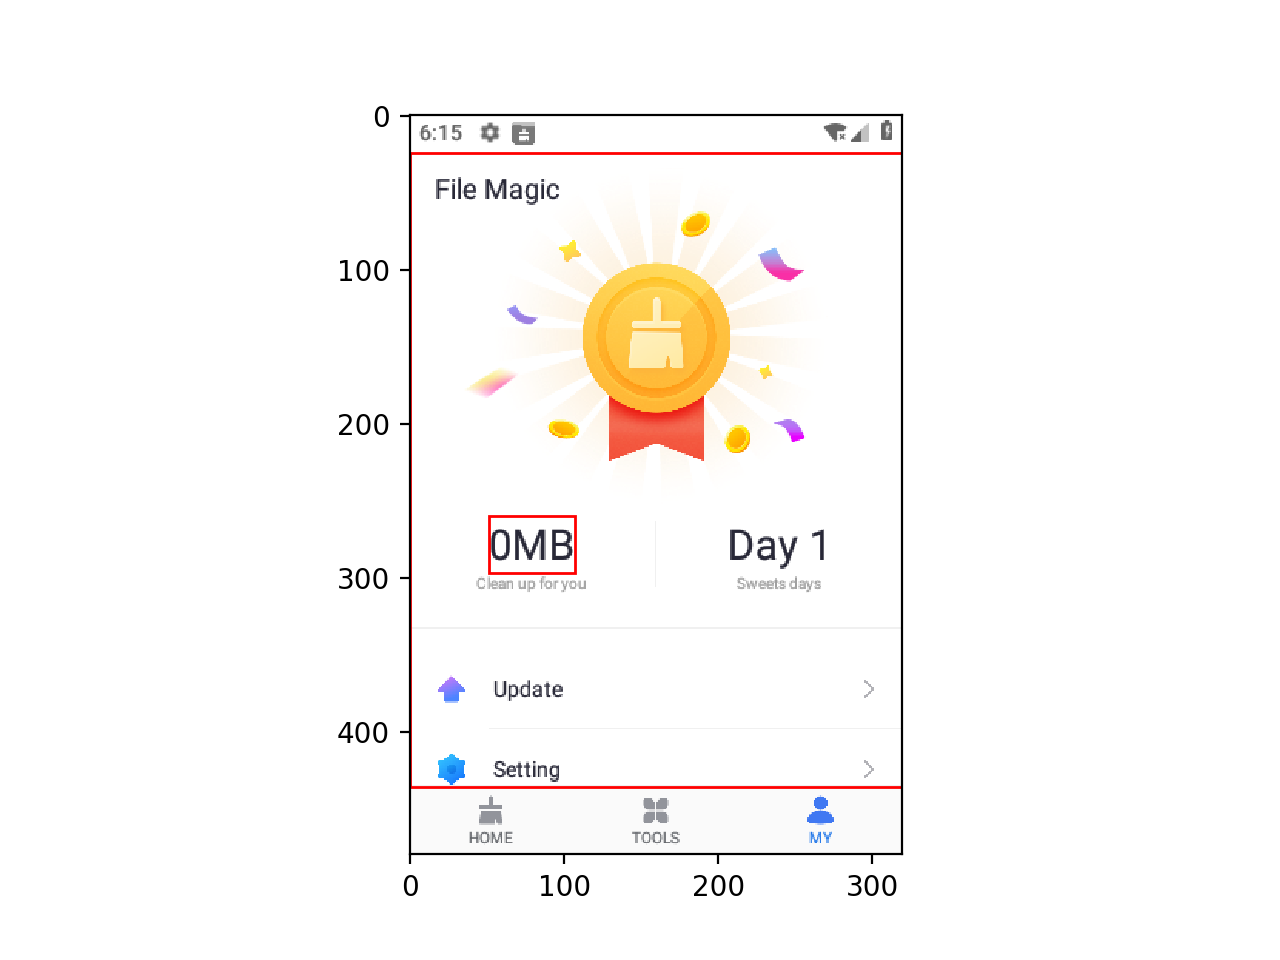 0
100
200
300
400
0 100 200 300
6:15
File Magic
0MB Day 1
Clean up for you Sweets days
Update
Setting
HOME TOOLS MY